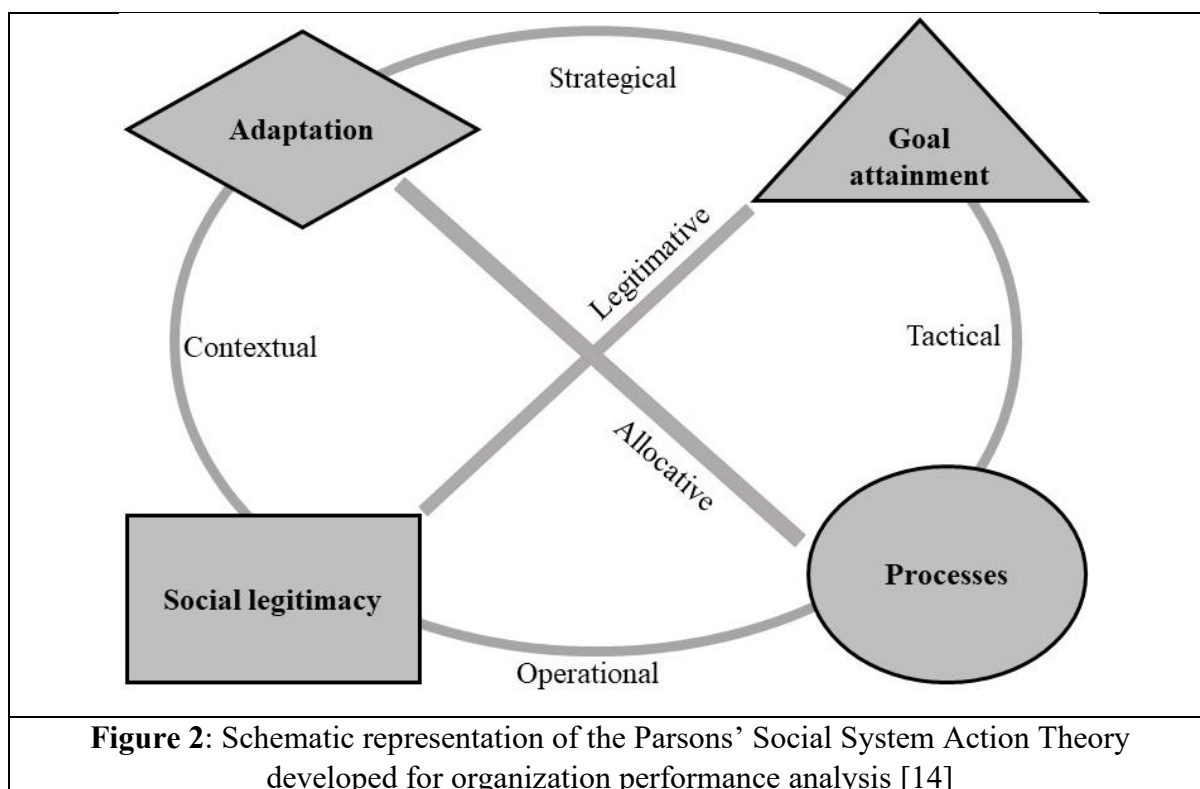 Strategical
Adaptation
Goal
attainment
Legitimative
Contextual
Tactical
Allocative
Social legitimacy
Processes
Operational
Figure 2: Schematic representation of the Parsons’ Social System Action Theory
developed for organization performance analysis [14]